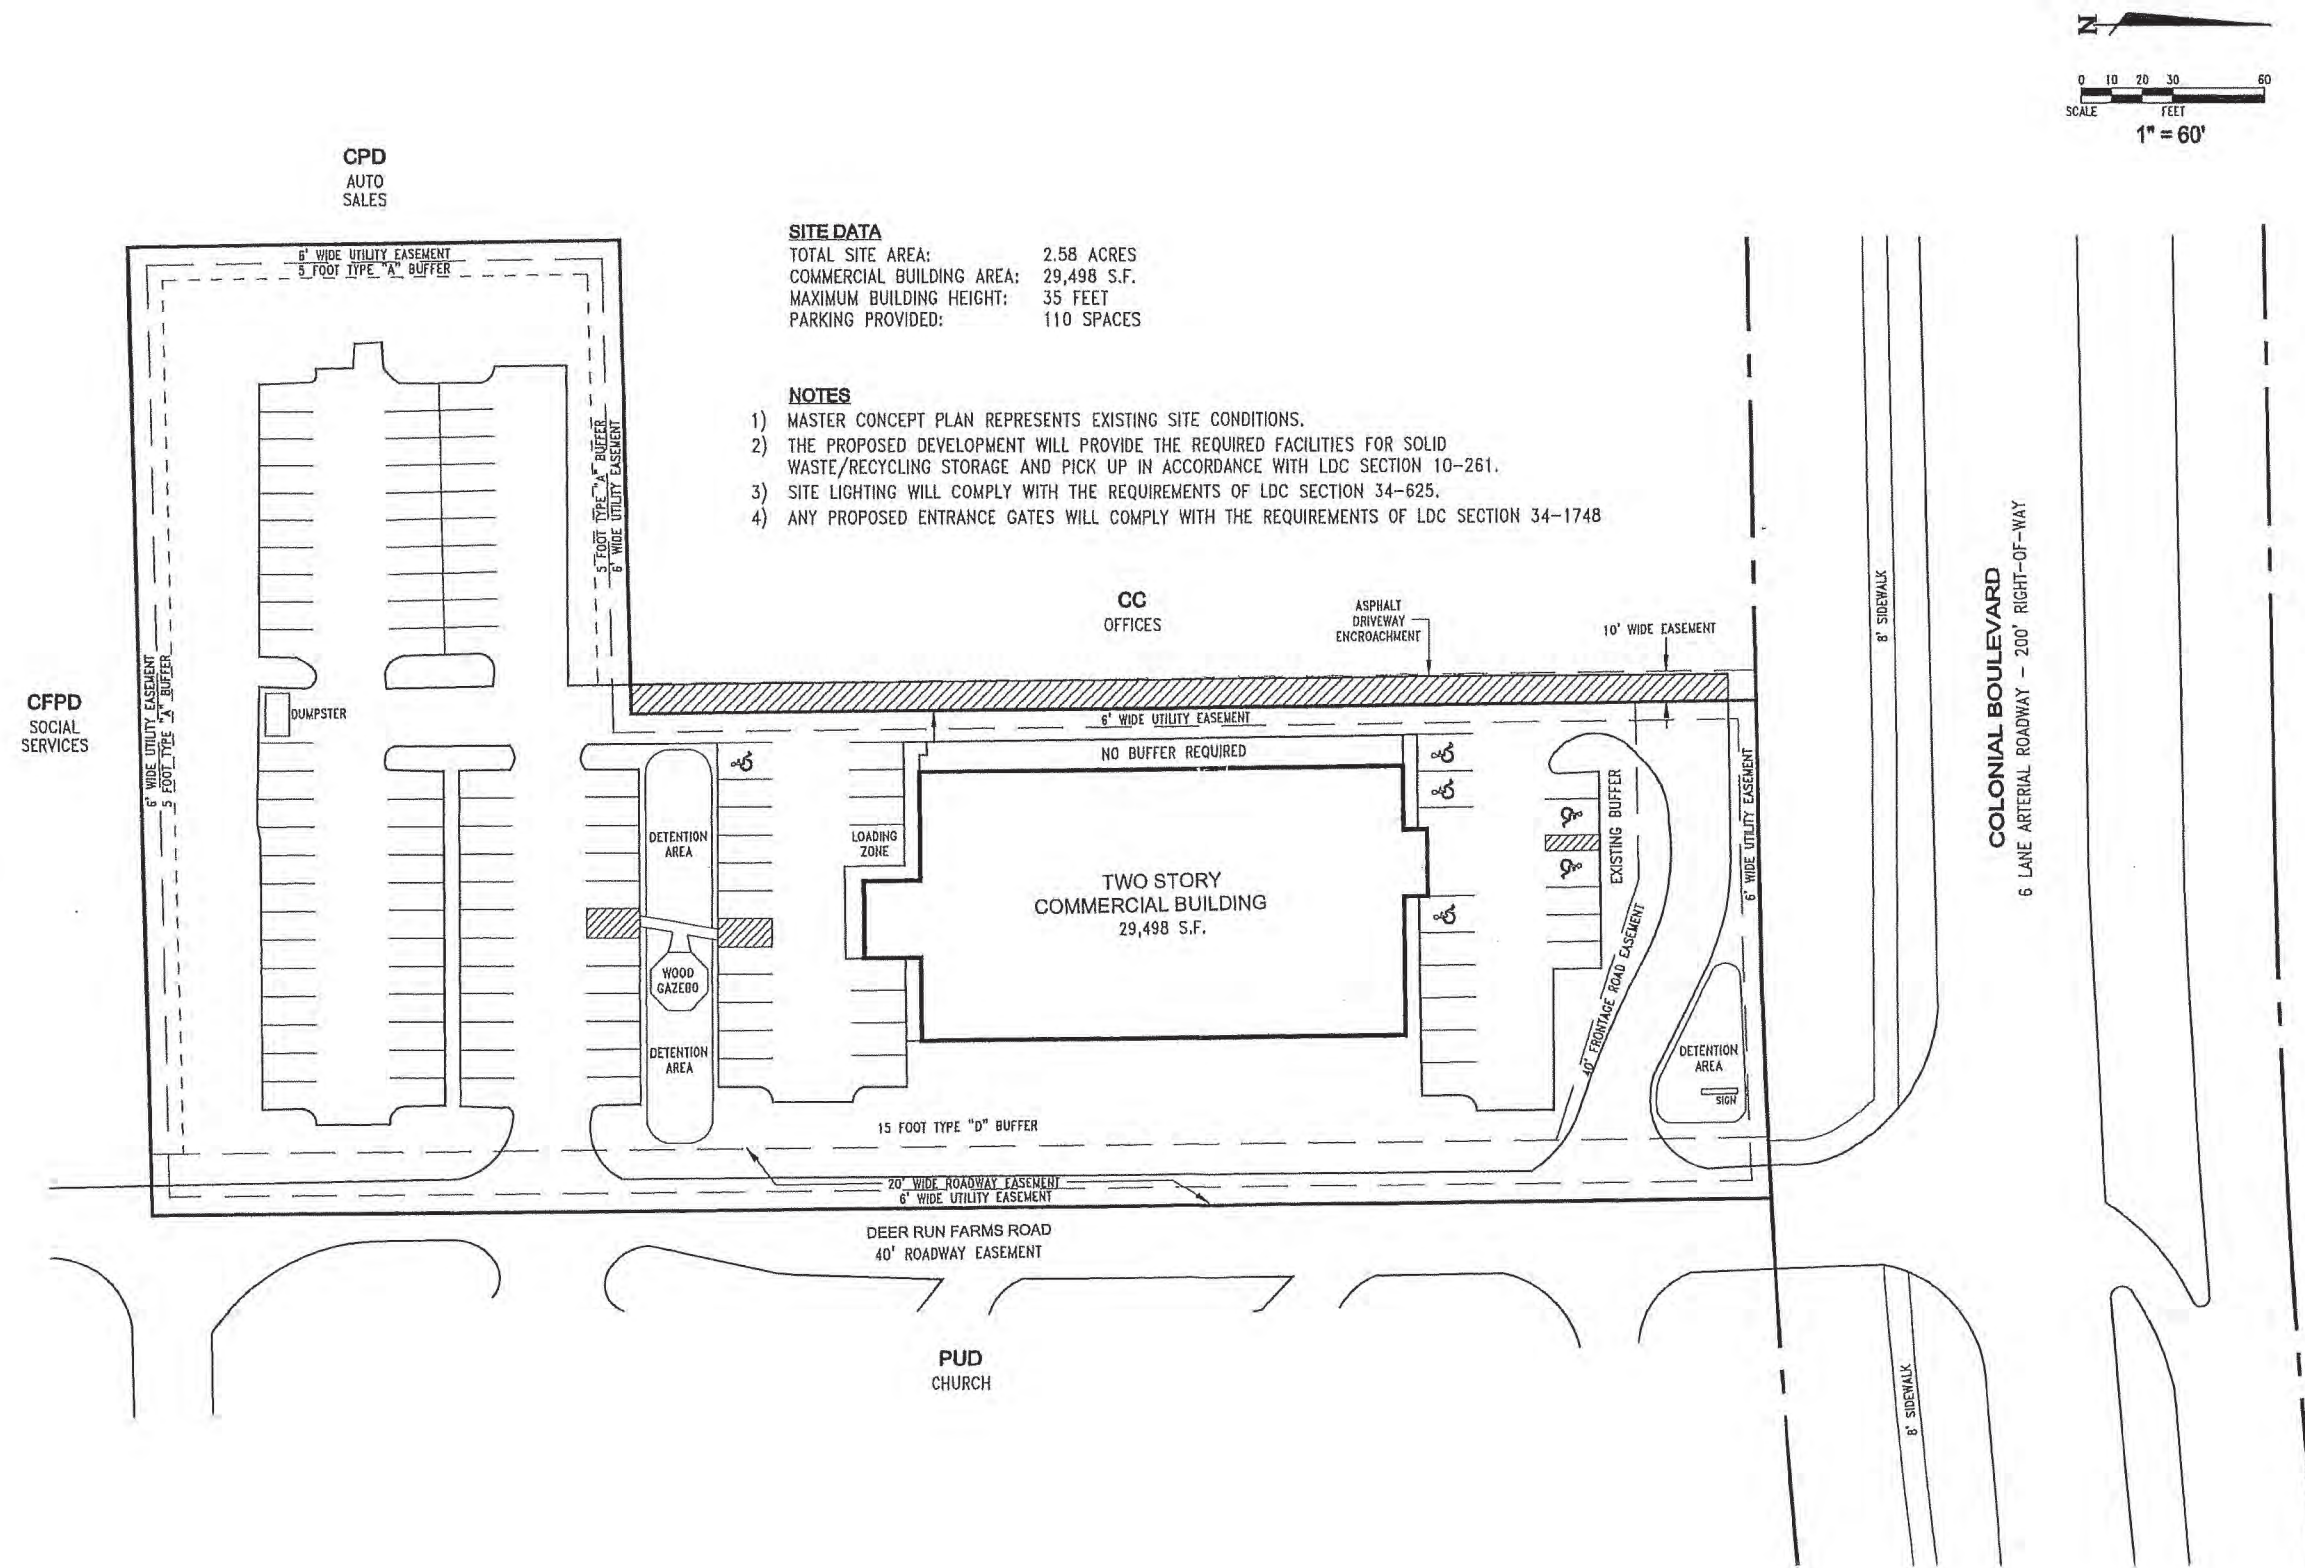 N
0 10 20 30 60
SCALE FEET
1" = 60'
CPD
AUTO
SALES
6' WIDE UTILITY EASEMENT
5 FOOT TYPE "A" BUFFER
SITE DATA
TOTAL SITE AREA: 2.58 ACRES
COMMERCIAL BUILDING AREA: 29,498 S.F.
MAXIMUM BUILDING HEIGHT: 35 FEET
PARKING PROVIDED: 110 SPACES
NOTES
1) MASTER CONCEPT PLAN REPRESENTS EXISTING SITE CONDITIONS.
2) THE PROPOSED DEVELOPMENT WILL PROVIDE THE REQUIRED FACILITIES FOR SOLID
WASTE/RECYCLING STORAGE AND PICK UP IN ACCORDANCE WITH LDC SECTION 10-261.
3) SITE LIGHTING WILL COMPLY WITH THE REQUIREMENTS OF LDC SECTION 34-625.
4) ANY PROPOSED ENTRANCE GATES WILL COMPLY WITH THE REQUIREMENTS OF LDC SECTION 34-1748
5 FOOT TYPE "A" BUFFER
6' WIDE UTILITY EASEMENT
CC
OFFICES
ASPHALT
DRIVEWAY
ENCROACHMENT
10' WIDE EASEMENT
8' SIDEWALK
COLONIAL BOULEVARD
6 LANE ARTERIAL ROADWAY - 200' RIGHT-OF-WAY
CFPD
SOCIAL
SERVICES
6' WIDE UTILITY EASEMENT
5 FOOT TYPE "A" BUFFER
DUMPSTER
6' WIDE UTILITY EASEMENT
NO BUFFER REQUIRED
DETENTION
AREA
LOADING
ZONE
EXISTING BUFFER
6' WIDE UTILITY EASEMENT
TWO STORY
COMMERCIAL BUILDING
29,498 S.F.
WOOD
GAZEBO
40' FRONTAGE ROAD EASEMENT
DETENTION
AREA
DETENTION
AREA
SIGN
15 FOOT TYPE "D" BUFFER
20' WIDE ROADWAY EASEMENT
6' WIDE UTILITY EASEMENT
DEER RUN FARMS ROAD
40' ROADWAY EASEMENT
PUD
CHURCH
8' SIDEWALK